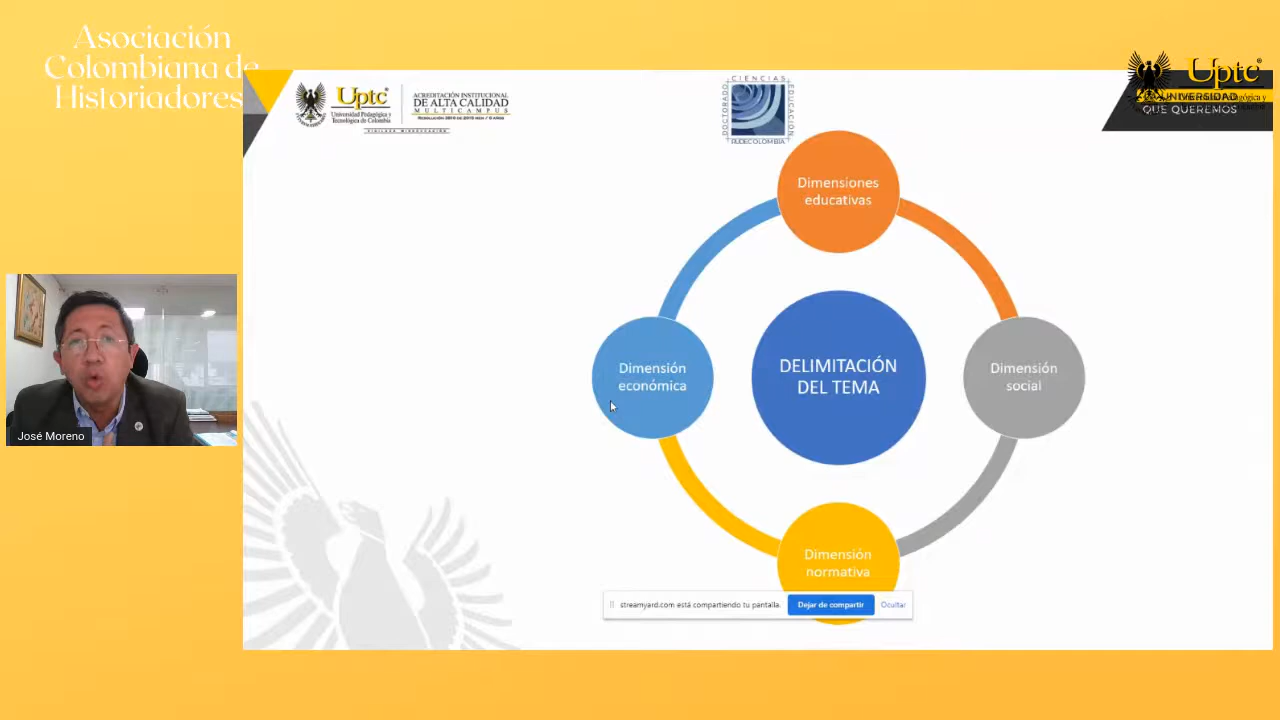 Asociación
Colombiana de
Historiadores
Uptc
Universidad Pedagógica y
Tecnológica de Colombia
ACREDITACIÓN INSTITUCIONAL
DE ALTA CALIDAD
MULTICAMPUS
VIGILADA MINEDUCACIÓN
CIENCIAS
DOCTORADO
EDUCACIÓN
RUDECOLOMBIA
Uptc
UNIVERSIDAD
QUE QUEREMOS
Dimensiones
educativas
Dimensión
económica
DELIMITACIÓN
DEL TEMA
Dimensión
social
Dimensión
normativa
José Moreno
streamyard.com está compartiendo tu pantalla.
Dejar de compartir
Ocultar